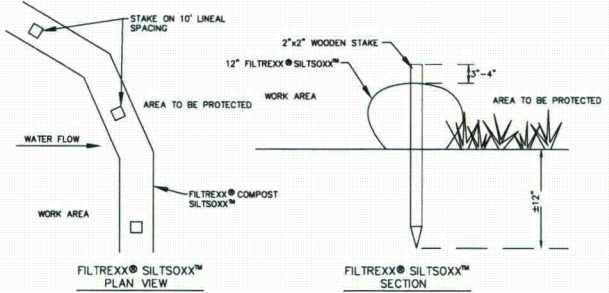 STAKE ON 10' LINEAL
SPACING
AREA TO BE PROTECTED
WATER FLOW
FILTREXX® COMPOST
SILTSOXX™
WORK AREA
FILTREXX® SILTSOXX™
PLAN VIEW
2"x2" WOODEN STAKE
12" FILTREXX® SILTSOXX™
3"-4"
WORK AREA
AREA TO BE PROTECTED
±12"
FILTREXX® SILTSOXX™
SECTION